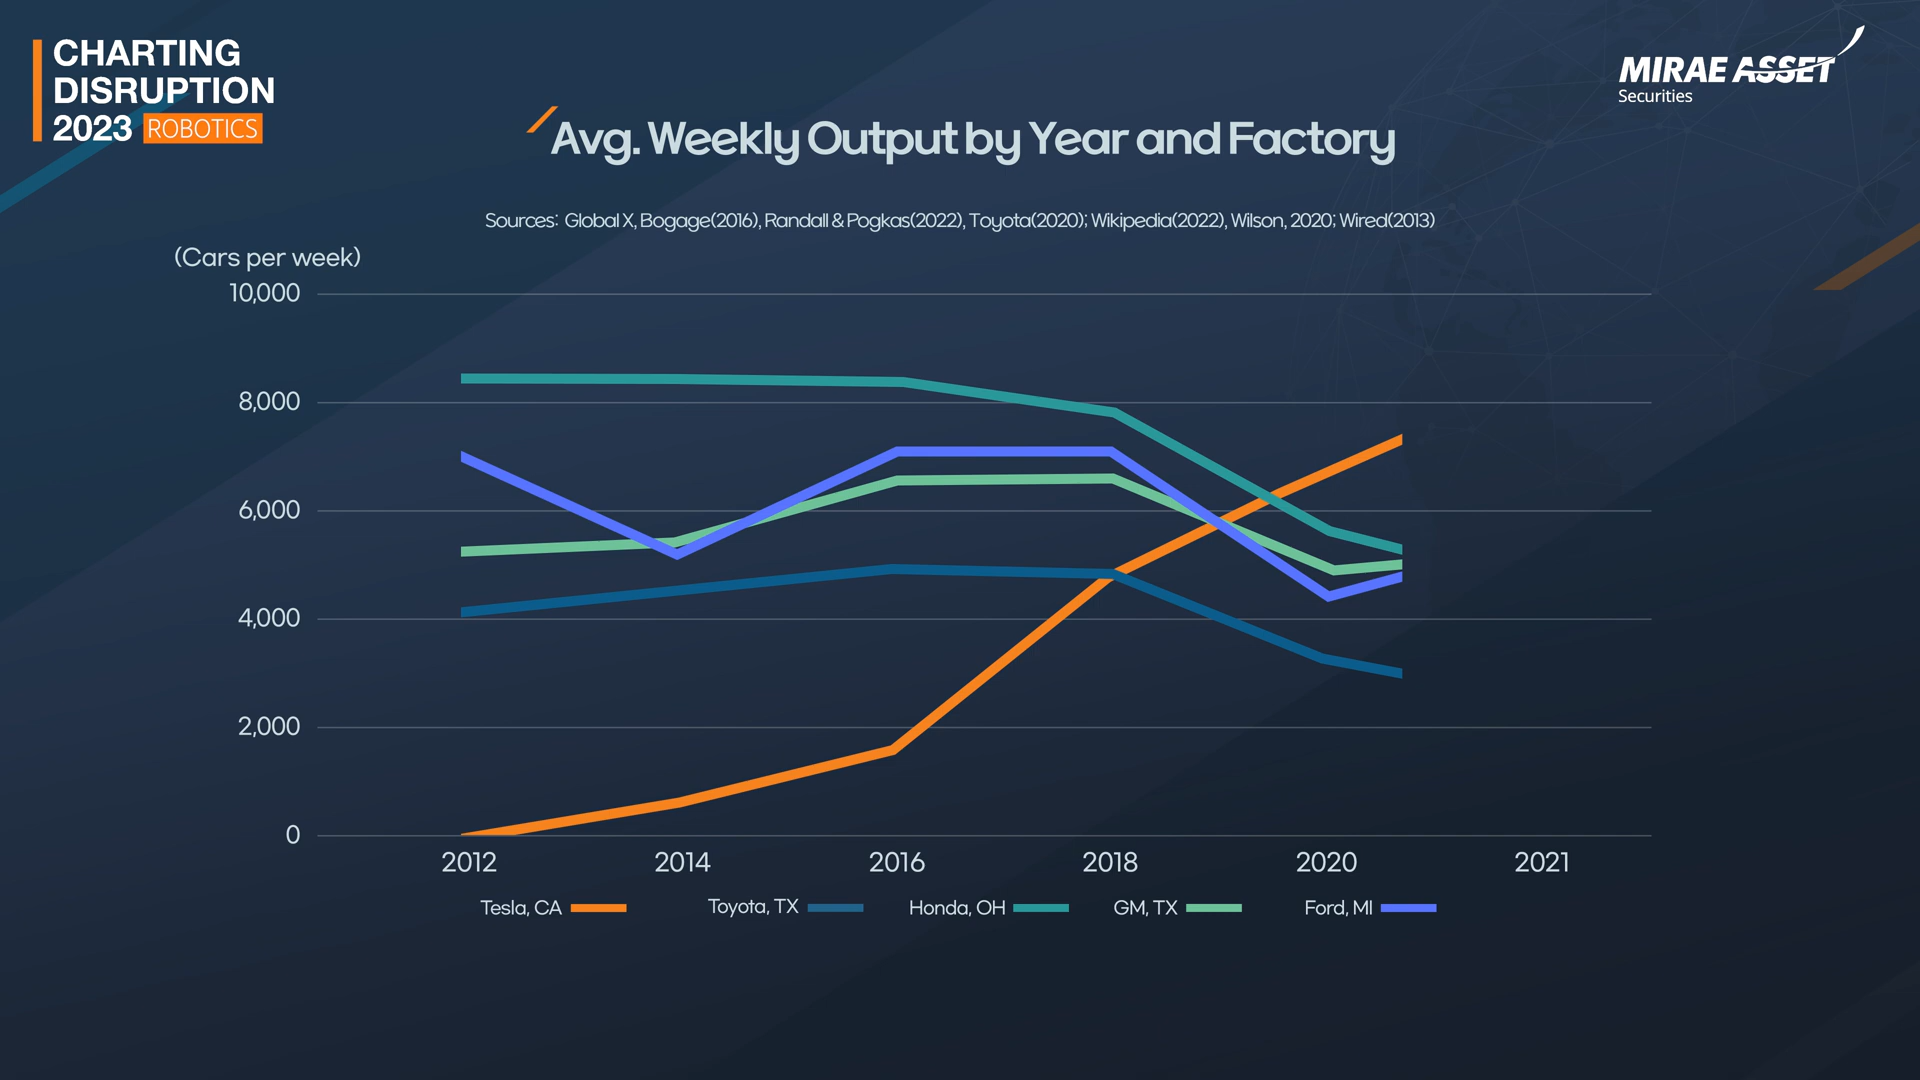 CHARTING
DISRUPTION
2023 ROBOTICS
MIRAE ASSET
Securities
Avg. Weekly Output by Year and Factory
Sources: Global X, Bogage(2016), Randall & Pogkas(2022), Toyota(2020); Wikipedia(2022), Wilson, 2020; Wired(2013)
(Cars per week)
10,000
8,000
6,000
4,000
2,000
0
2012 2014 2016 2018 2020 2021
Tesla, CA Toyota, TX Honda, OH GM, TX Ford, MI